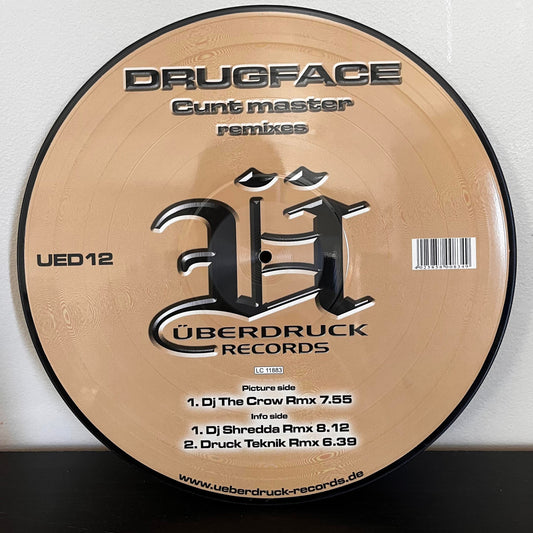 DRUGFACE
Cunt master
remixes
Ü
UED12
ÜBERDRUCK
RECORDS
LC 11883
Picture side
1. Dj The Crow Rmx 7.55
Info side
1. Dj Shredda Rmx 8.12
2. Druck Teknik Rmx 6.39
www.ueberdruck-records.de